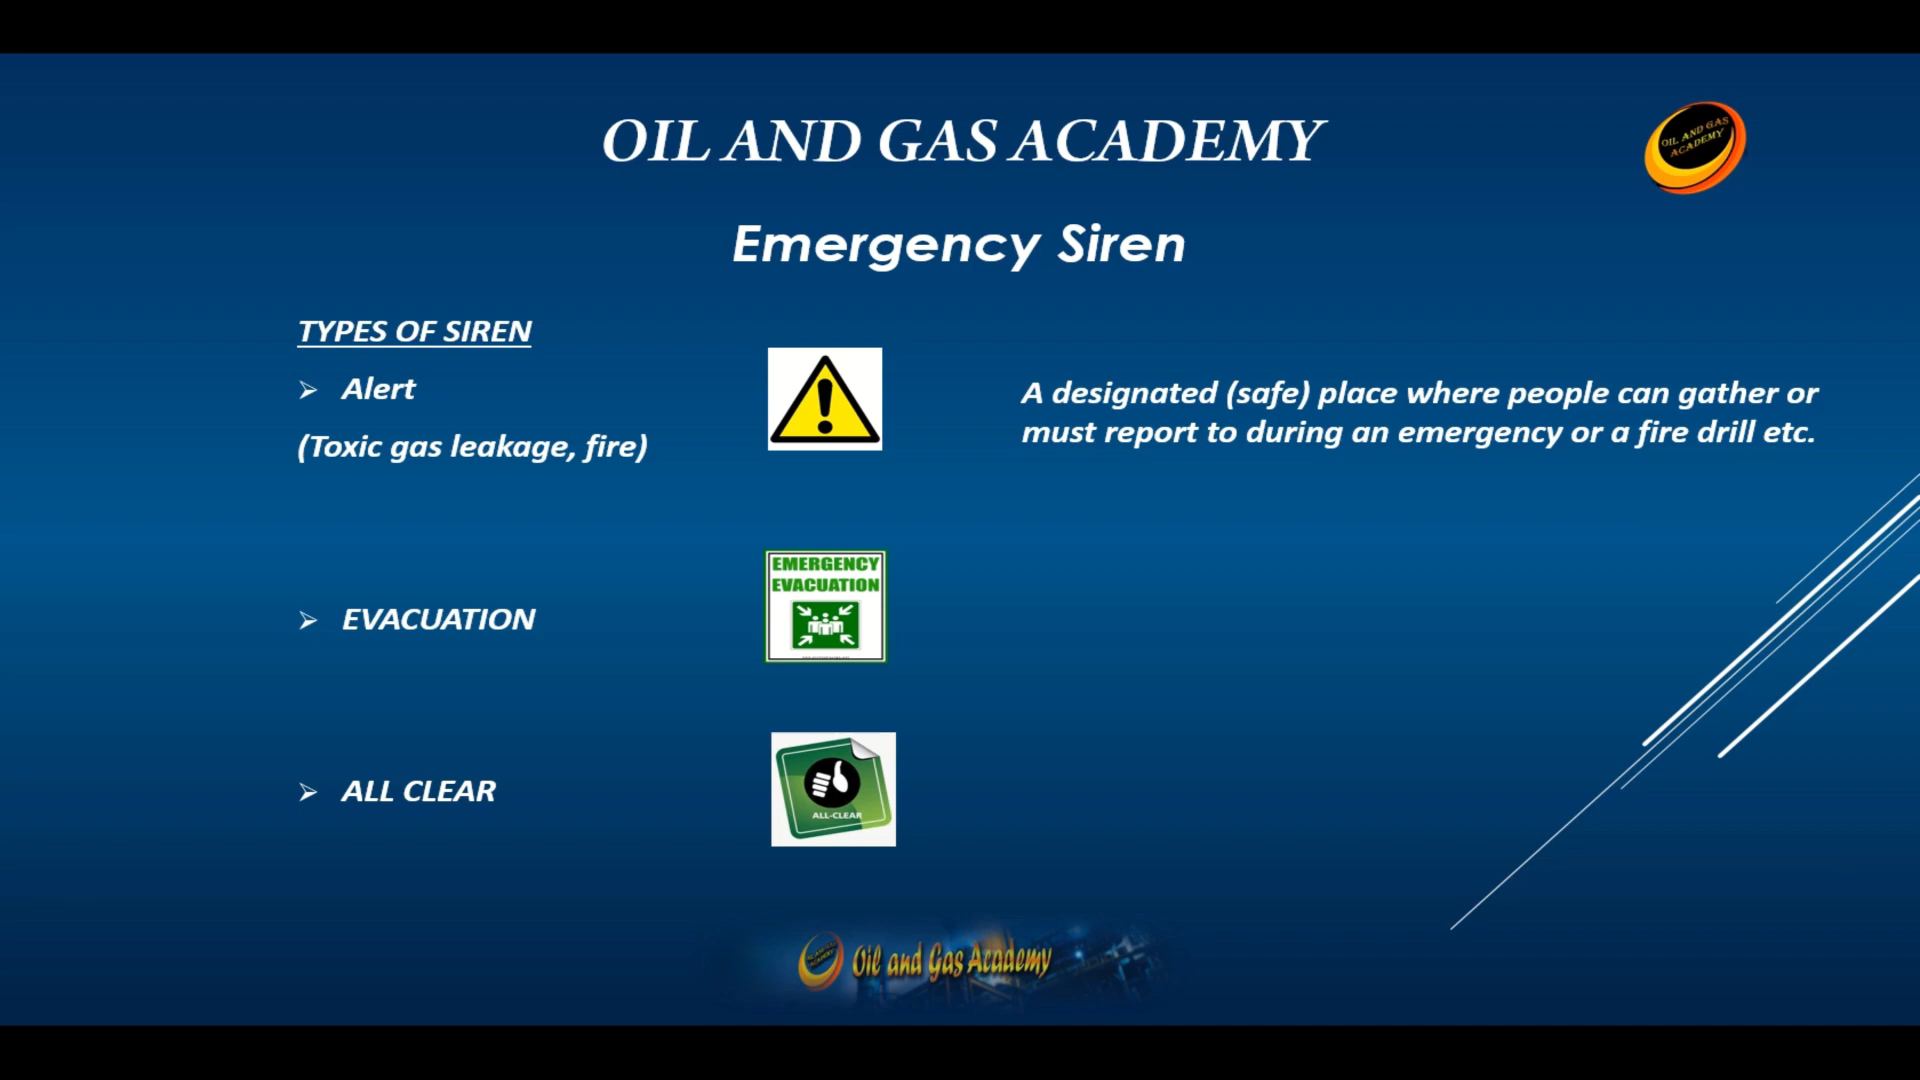 OIL AND GAS ACADEMY
OIL AND GAS
ACADEMY
Emergency Siren
TYPES OF SIREN
Alert
(Toxic gas leakage, fire)
A designated (safe) place where people can gather or
must report to during an emergency or a fire drill etc.
EVACUATION
EMERGENCY
EVACUATION
ALL CLEAR
ALL-CLEAR
Oil and Gas Academy